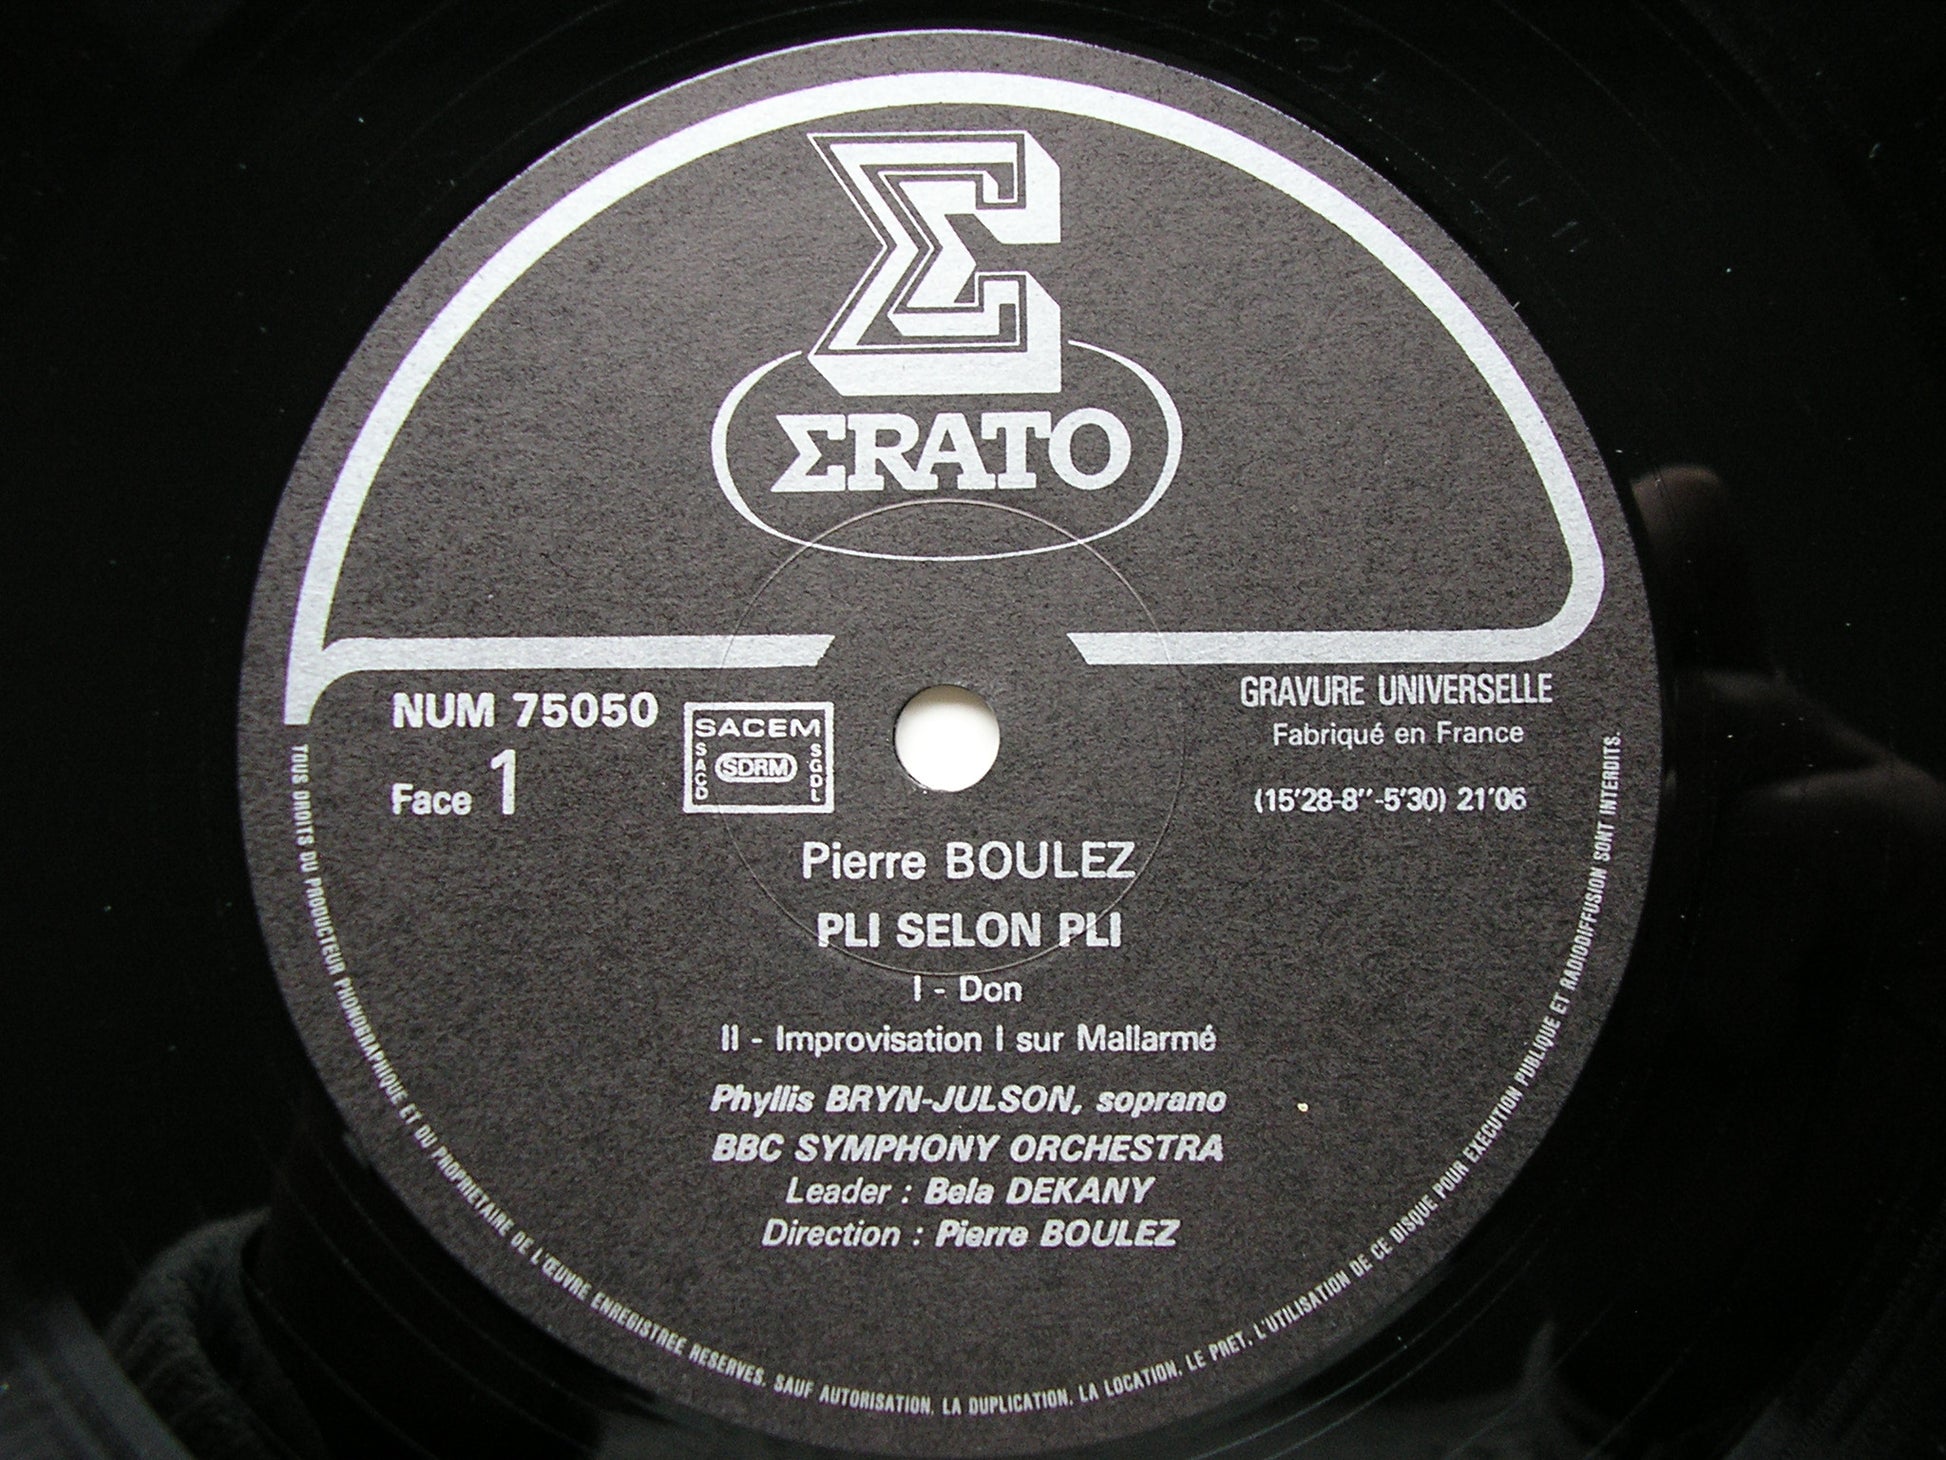 ΣRATO
NUM 75050
Face 1
SACEM
SACD
SDRM
SGDL
GRAVURE UNIVERSELLE
Fabriqué en France
(15'28-8''-5'30) 21'06
Pierre BOULEZ
PLI SELON PLI
I - Don
II - Improvisation I sur Mallarmé
Phyllis BRYN-JULSON, soprano
BBC SYMPHONY ORCHESTRA
Leader : Bela DEKANY
Direction : Pierre BOULEZ
TOUS DROITS DU PRODUCTEUR PHONOGRAPHIQUE ET DU PROPRIETAIRE DE L'ŒUVRE ENREGISTREE RESERVES. SAUF AUTORISATION, LA DUPLICATION, LA LOCATION, LE PRET, L'UTILISATION DE CE DISQUE POUR EXECUTION PUBLIQUE ET RADIODIFFUSION SONT INTERDITS.